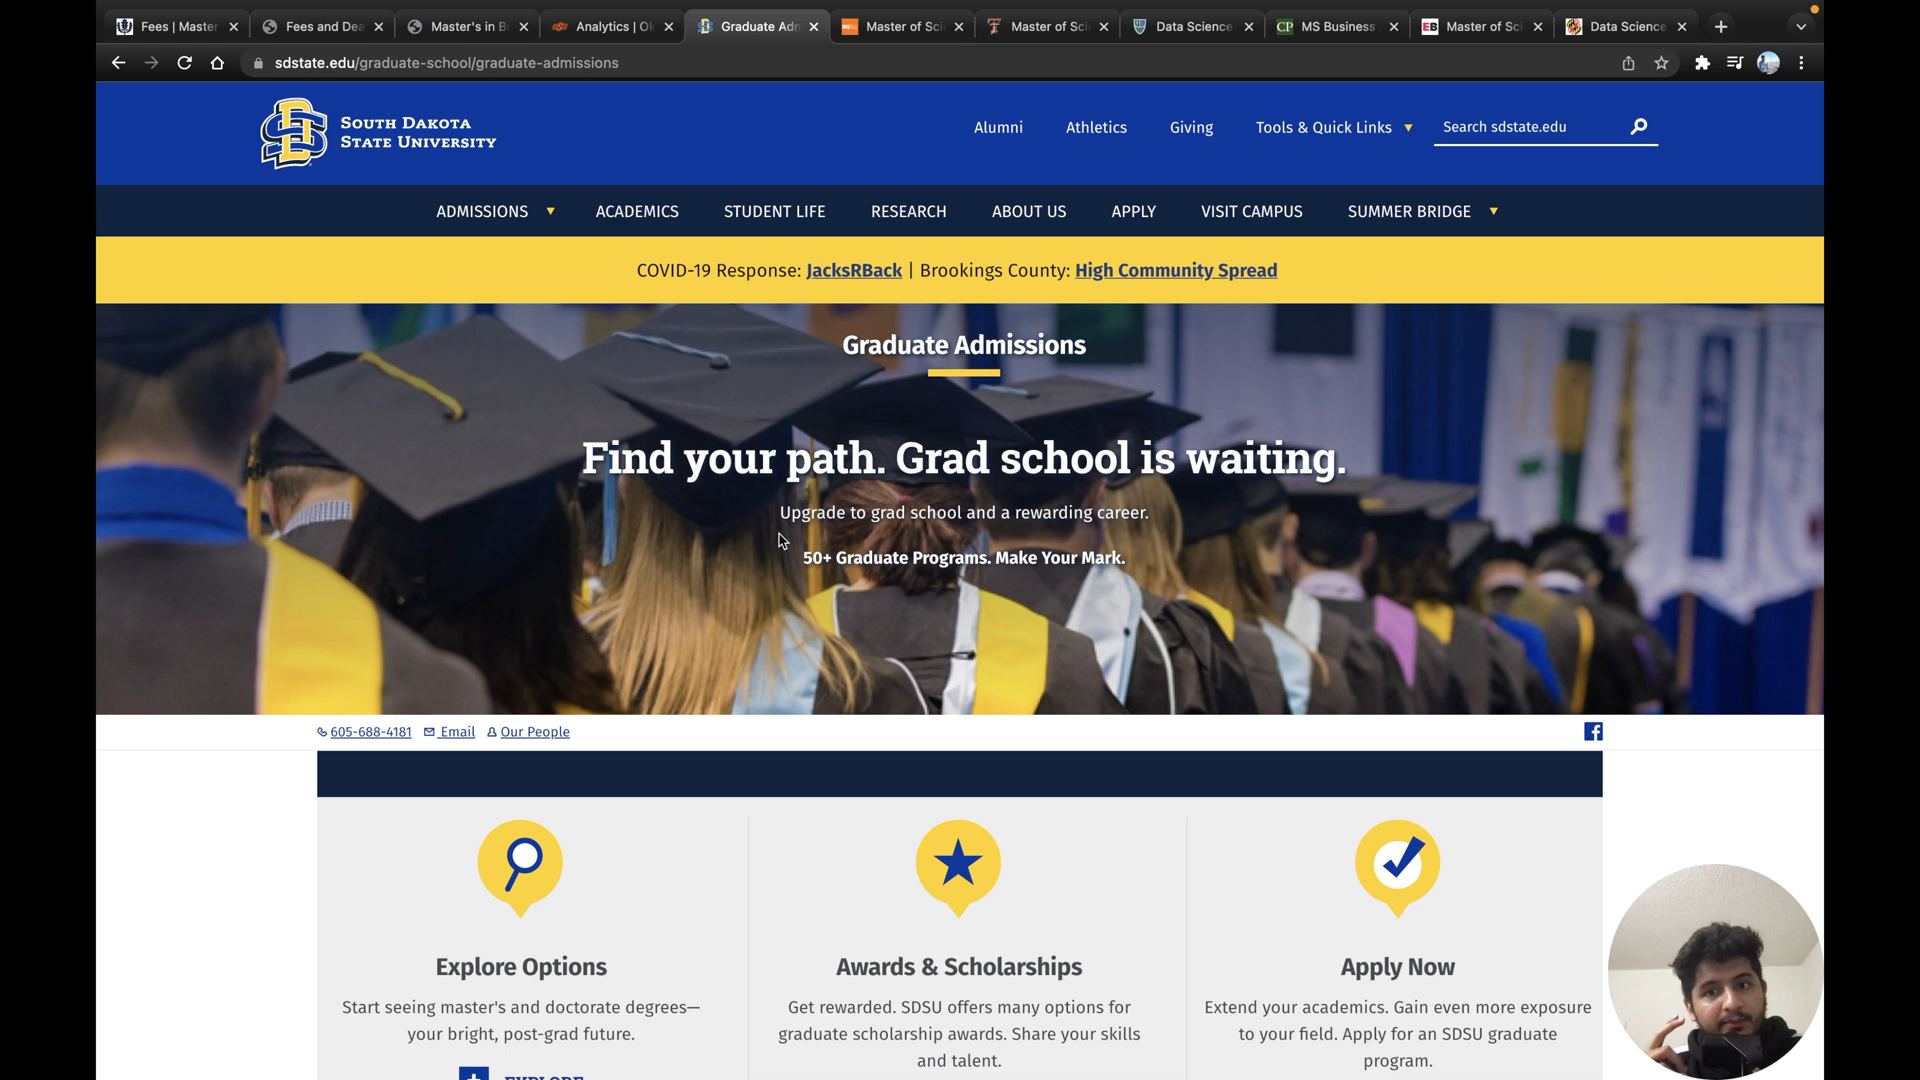 Fees | Master
Fees and Dea
Master's in B
Analytics | Ok
Graduate Adm
Master of Sci
Master of Sci
Data Science
CP MS Business
EB Master of Sci
Data Science
sdstate.edu/graduate-school/graduate-admissions
SOUTH DAKOTA
STATE UNIVERSITY
Alumni
Athletics
Giving
Tools & Quick Links
Search sdstate.edu
ADMISSIONS
ACADEMICS
STUDENT LIFE
RESEARCH
ABOUT US
APPLY
VISIT CAMPUS
SUMMER BRIDGE
COVID-19 Response: JacksRBack | Brookings County: High Community Spread
Graduate Admissions
Find your path. Grad school is waiting.
Upgrade to grad school and a rewarding career.
50+ Graduate Programs. Make Your Mark.
605-688-4181
Email
Our People
Explore Options
Start seeing master's and doctorate degrees—
your bright, post-grad future.
EXPLORE
Awards & Scholarships
Get rewarded. SDSU offers many options for
graduate scholarship awards. Share your skills
and talent.
Apply Now
Extend your academics. Gain even more exposure
to your field. Apply for an SDSU graduate
program.